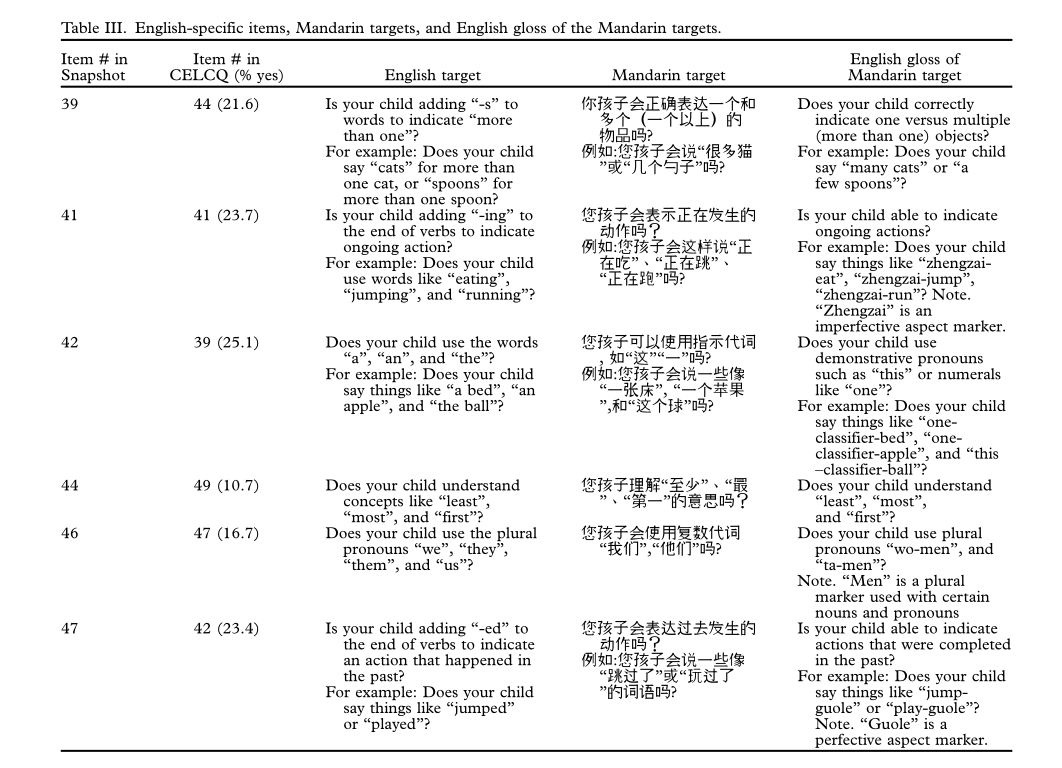 Table III. English-specific items, Mandarin targets, and English gloss of the Mandarin targets.
Item # in
Snapshot
Item # in
CELCQ (% yes)
English target
Mandarin target
English gloss of
Mandarin target
39
44 (21.6)
Is your child adding “-s” to
words to indicate “more
than one”?
For example: Does your child
say “cats” for more than
one cat, or “spoons” for
more than one spoon?
你孩子会正确表达一个和
多个（一个以上）的
物品吗?
例如:您孩子会说“很多猫
”或“几个勺子”吗?
Does your child correctly
indicate one versus multiple
(more than one) objects?
For example: Does your child
say “many cats” or “a
few spoons”?
41
41 (23.7)
Is your child adding “-ing” to
the end of verbs to indicate
ongoing action?
For example: Does your child
use words like “eating”,
“jumping”, and “running”?
您孩子会表示正在发生的
动作吗？
例如:您孩子会这样说“正
在吃”、“正在跳”、
“正在跑”吗?
Is your child able to indicate
ongoing actions?
For example: Does your child
say things like “zhengzai-
eat”, “zhengzai-jump”,
“zhengzai-run”? Note.
“Zhengzai” is an
imperfective aspect marker.
42
39 (25.1)
Does your child use the words
“a”, “an”, and “the”?
For example: Does your child
say things like “a bed”, “an
apple”, and “the ball”?
您孩子可以使用指示代词
, 如“这”“一”吗?
例如:您孩子会说一些像
“一张床”, “一个苹果
”,和“这个球”吗?
Does your child use
demonstrative pronouns
such as “this” or numerals
like “one”?
For example: Does your child
say things like “one-
classifier-bed”, “one-
classifier-apple”, and “this
–classifier-ball”?
44
49 (10.7)
Does your child understand
concepts like “least”,
“most”, and “first”?
您孩子理解“至少”、“最
”、“第一”的意思吗？
Does your child understand
“least”, “most”,
and “first”?
46
47 (16.7)
Does your child use the plural
pronouns “we”, “they”,
“them”, and “us”?
您孩子会使用复数代词
“我们”,“他们”吗?
Does your child use plural
pronouns “wo-men”, and
“ta-men”?
Note. “Men” is a plural
marker used with certain
nouns and pronouns
47
42 (23.4)
Is your child adding “-ed” to
the end of verbs to indicate
an action that happened in
the past?
For example: Does your child
say things like “jumped”
or “played”?
您孩子会表达过去发生的
动作吗？
例如:您孩子会说一些像
“跳过了”或“玩过了
”的词语吗?
Is your child able to indicate
actions that were completed
in the past?
For example: Does your child
say things like “jump-
guole” or “play-guole”?
Note. “Guole” is a
perfective aspect marker.